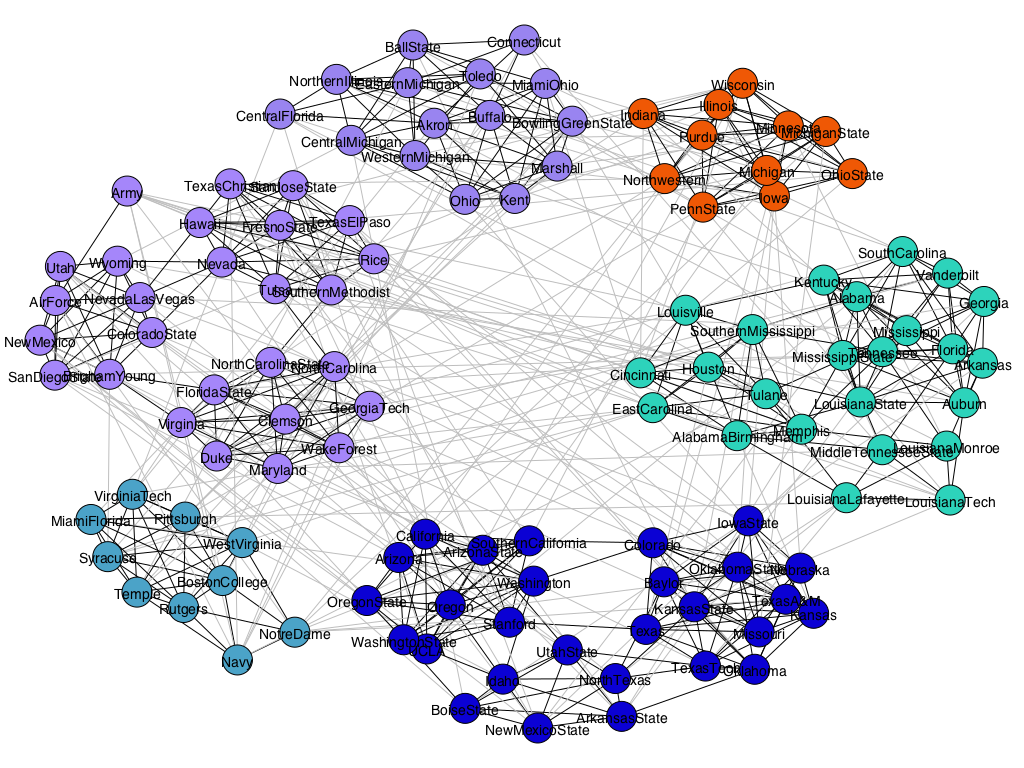 BallState
Connecticut
NorthernIllinois
EasternMichigan
Toledo
MiamiOhio
CentralFlorida
Akron
Buffalo
BowlingGreenState
CentralMichigan
WesternMichigan
Marshall
Ohio
Kent
Wisconsin
Indiana
Illinois
Purdue
Minnesota
MichiganState
Northwestern
Michigan
OhioState
PennState
Iowa
Army
TexasChristian
SanJoseState
Hawaii
FresnoState
TexasElPaso
Nevada
Rice
Tulsa
SouthernMethodist
Utah
Wyoming
AirForce
NevadaLasVegas
NewMexico
ColoradoState
SanDiegoState
BrighamYoung
NorthCarolinaState
NorthCarolina
FloridaState
GeorgiaTech
Virginia
Clemson
Duke
WakeForest
Maryland
SouthCarolina
Kentucky
Vanderbilt
Alabama
Georgia
Louisville
SouthernMississippi
Mississippi
MississippiState
Tennessee
Florida
Arkansas
Cincinnati
Houston
Tulane
EastCarolina
LouisianaState
Auburn
AlabamaBirmingham
Memphis
MiddleTennesseeState
LouisianaMonroe
LouisianaLafayette
LouisianaTech
VirginiaTech
MiamiFlorida
Pittsburgh
Syracuse
WestVirginia
Temple
BostonCollege
Rutgers
NotreDame
Navy
California
Arizona
ArizonaState
SouthernCalifornia
Washington
OregonState
Oregon
Stanford
WashingtonState
UCLA
Idaho
UtahState
BoiseState
NorthTexas
NewMexicoState
ArkansasState
IowaState
Colorado
OklahomaState
Nebraska
Baylor
KansasState
TexasA&M
Kansas
Texas
Missouri
TexasTech
Oklahoma